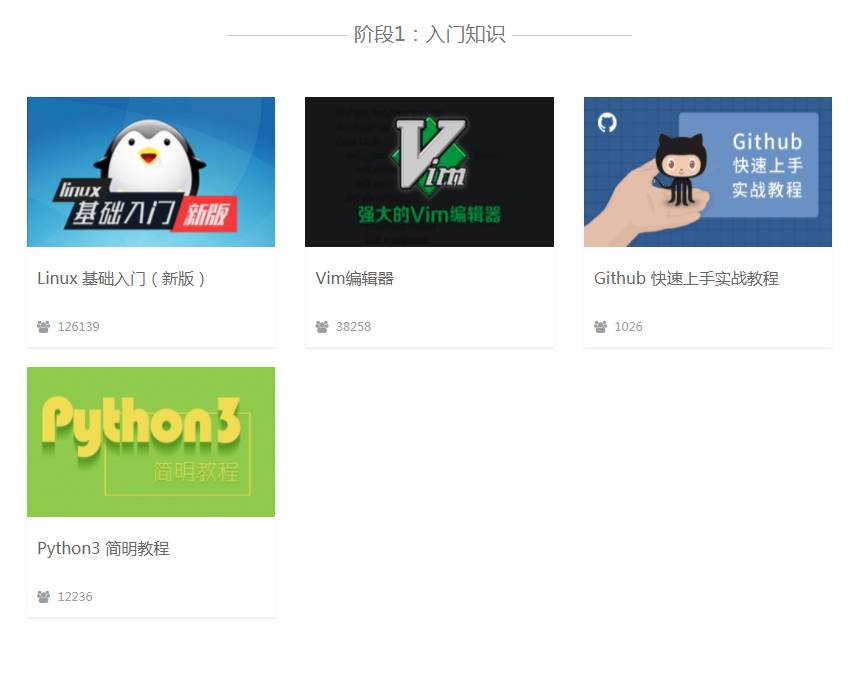 阶段1：入门知识
linux
基础入门 新版
Vim
强大的Vim编辑器
Github
快速上手
实战教程
Linux 基础入门（新版）
Vim编辑器
Github 快速上手实战教程
126139
38258
1026
Python3
简明教程
Python3 简明教程
12236